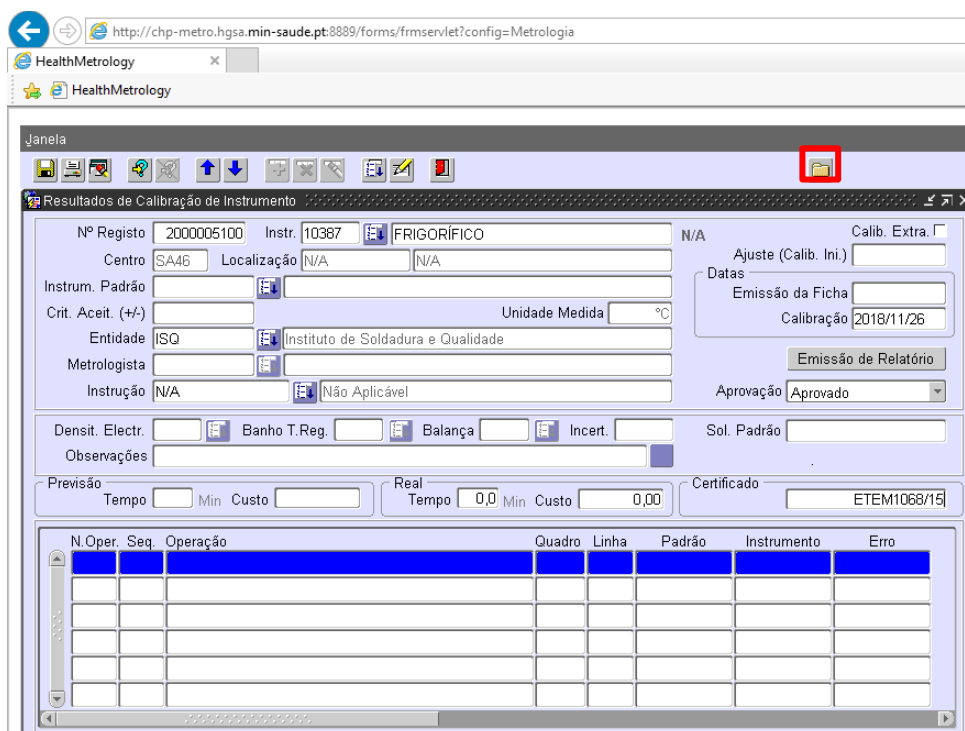 http://chp-metro.hgsa.min-saude.pt:8889/forms/frmservlet?config=Metrologia
HealthMetrology ×
HealthMetrology
Janela
Resultados de Calibração de Instrumento
Nº Registo 2000005100 Instr. 10387 FRIGORÍFICO N/A Calib. Extra.
Centro SA46 Localização N/A N/A Ajuste (Calib. Ini.)
Datas
Instrum. Padrão Emissão da Ficha
Crit. Aceit. (+/-) Unidade Medida ºC Calibração 2018/11/26
Entidade ISQ Instituto de Soldadura e Qualidade
Metrologista Emissão de Relatório
Instrução N/A Não Aplicável Aprovação Aprovado
Densit. Electr. Banho T.Reg. Balança Incert. Sol. Padrão
Observações .
Previsão Real Certificado
Tempo Min Custo Tempo 0,0 Min Custo 0,00 ETEM1068/15
N.Oper. Seq. Operação Quadro Linha Padrão Instrumento Erro